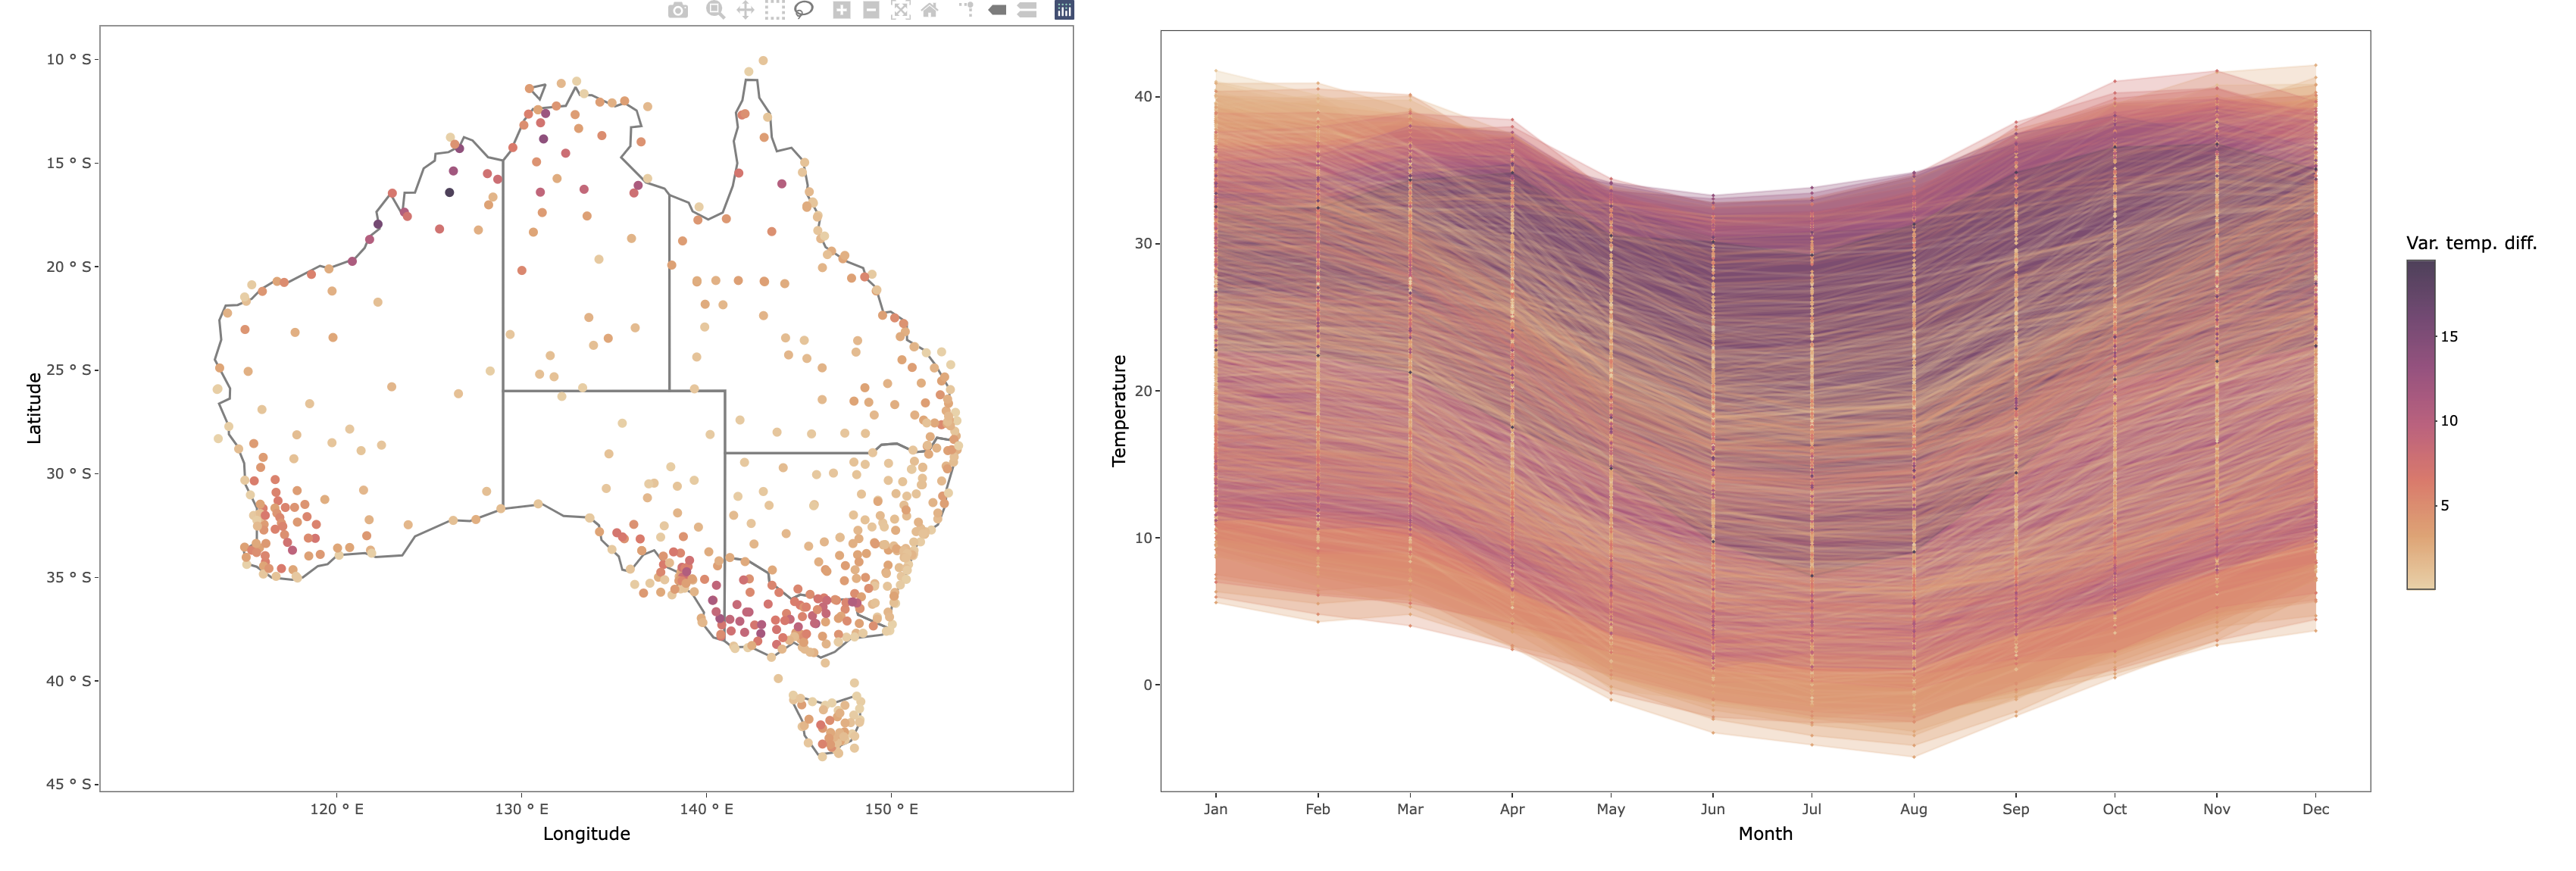 10 ° S
15 ° S
20 ° S
25 ° S
30 ° S
35 ° S
40 ° S
45 ° S
Latitude
120 ° E
130 ° E
140 ° E
150 ° E
Longitude
40
30
20
10
0
Temperature
Jan
Feb
Mar
Apr
May
Jun
Jul
Aug
Sep
Oct
Nov
Dec
Month
Var. temp. diff.
15
10
5